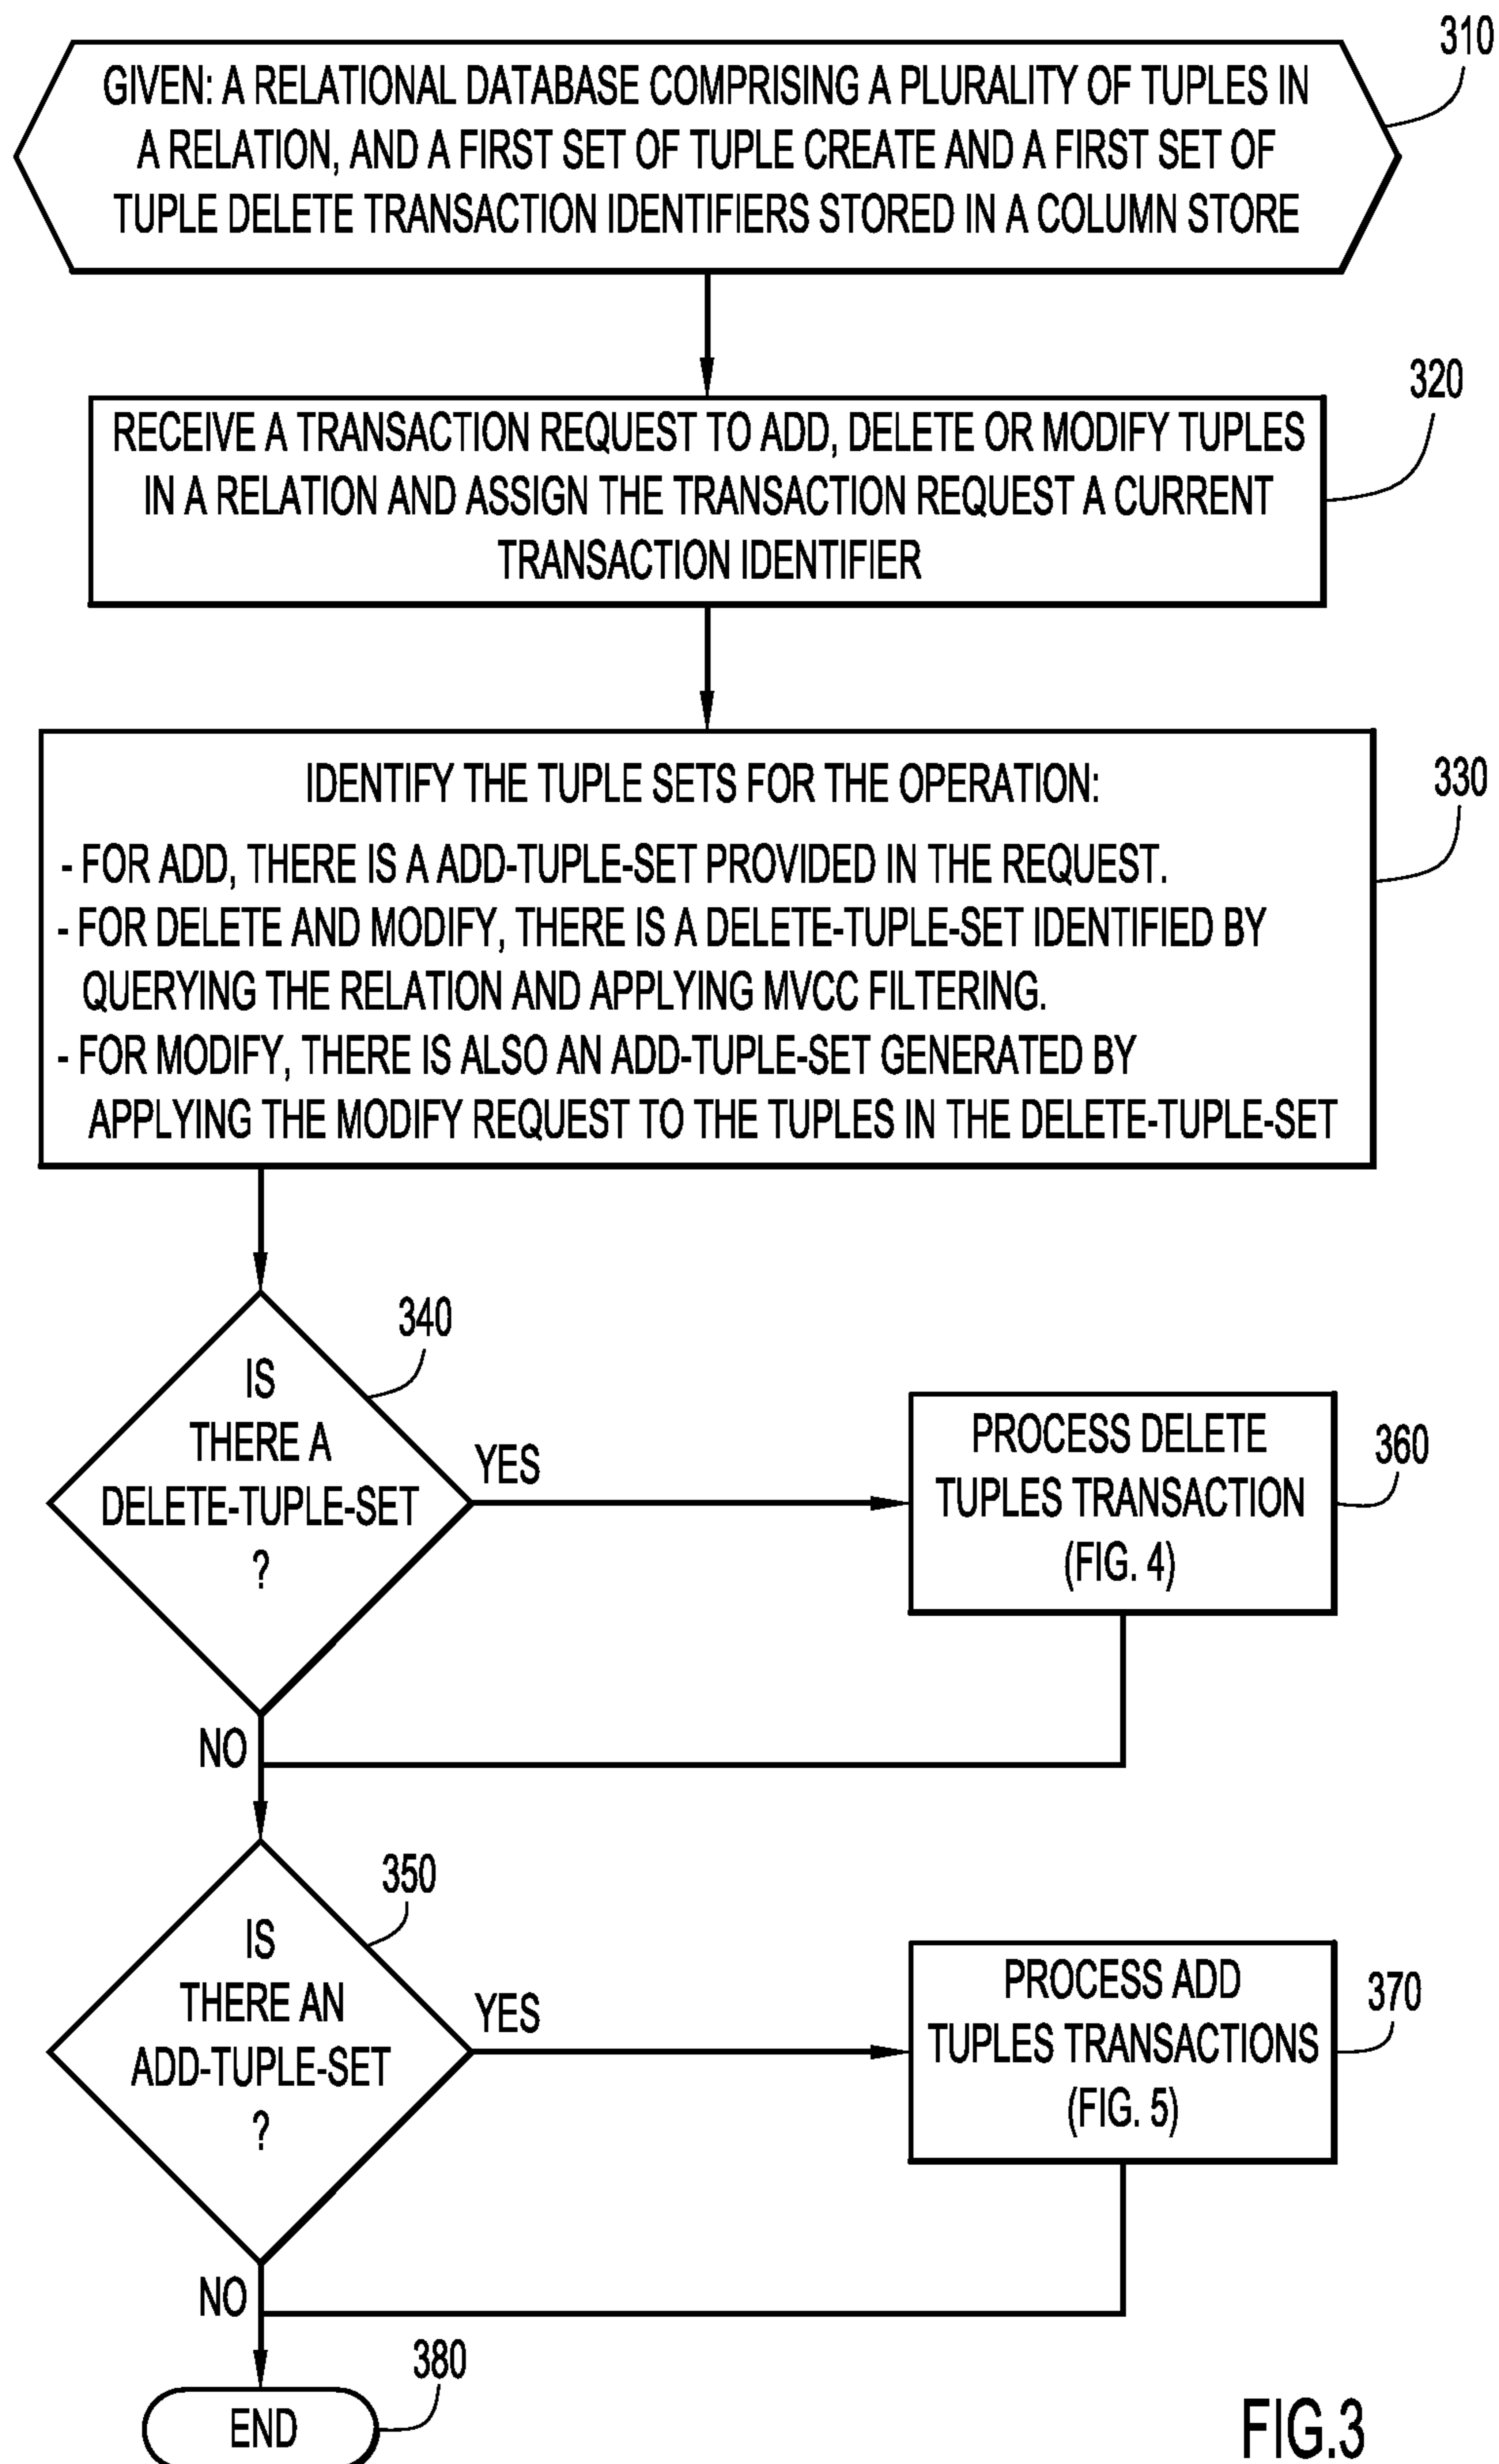 310
GIVEN: A RELATIONAL DATABASE COMPRISING A PLURALITY OF TUPLES IN
A RELATION, AND A FIRST SET OF TUPLE CREATE AND A FIRST SET OF
TUPLE DELETE TRANSACTION IDENTIFIERS STORED IN A COLUMN STORE
320
RECEIVE A TRANSACTION REQUEST TO ADD, DELETE OR MODIFY TUPLES
IN A RELATION AND ASSIGN THE TRANSACTION REQUEST A CURRENT
TRANSACTION IDENTIFIER
330
IDENTIFY THE TUPLE SETS FOR THE OPERATION:
- FOR ADD, THERE IS A ADD-TUPLE-SET PROVIDED IN THE REQUEST.
- FOR DELETE AND MODIFY, THERE IS A DELETE-TUPLE-SET IDENTIFIED BY
QUERYING THE RELATION AND APPLYING MVCC FILTERING.
- FOR MODIFY, THERE IS ALSO AN ADD-TUPLE-SET GENERATED BY
APPLYING THE MODIFY REQUEST TO THE TUPLES IN THE DELETE-TUPLE-SET
340
IS
THERE A
DELETE-TUPLE-SET
?
YES
PROCESS DELETE
TUPLES TRANSACTION
(FIG. 4)
360
NO
350
IS
THERE AN
ADD-TUPLE-SET
?
YES
PROCESS ADD
TUPLES TRANSACTIONS
(FIG. 5)
370
NO
380
END
FIG.3